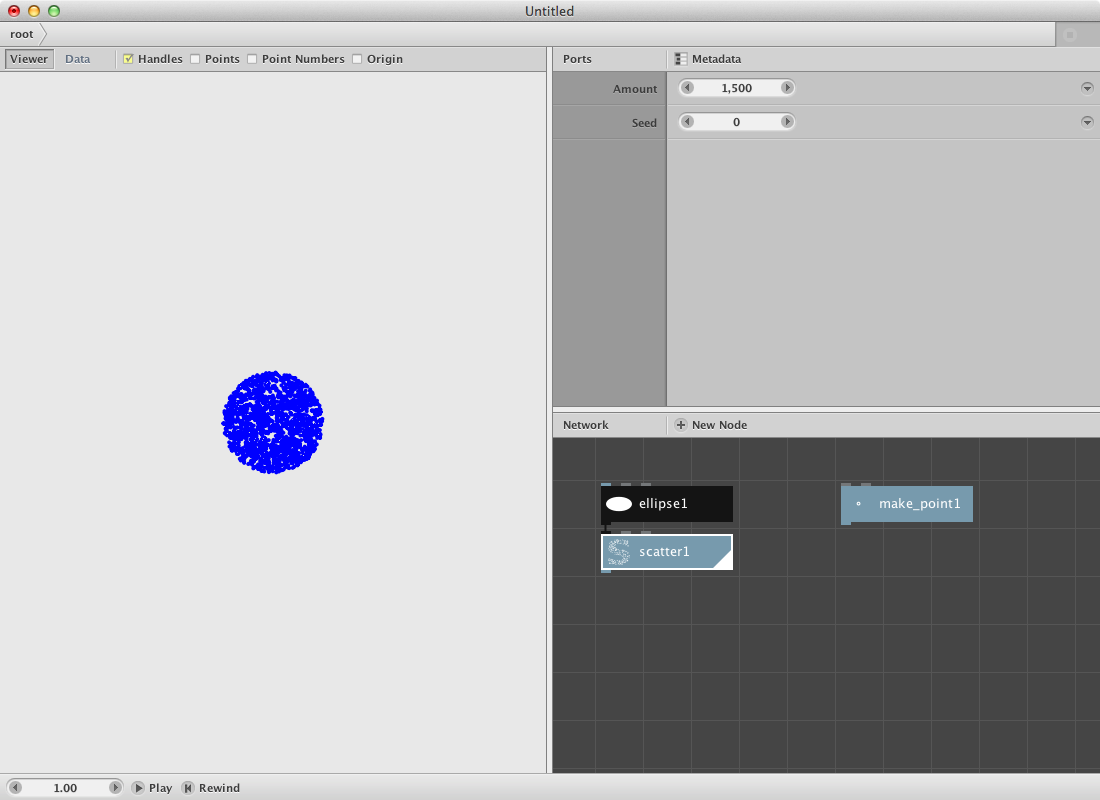 Untitled
root
Viewer Data Handles Points Point Numbers Origin
Ports Metadata
Amount 1,500
Seed 0
Network New Node
ellipse1
make_point1
scatter1
1.00 Play Rewind